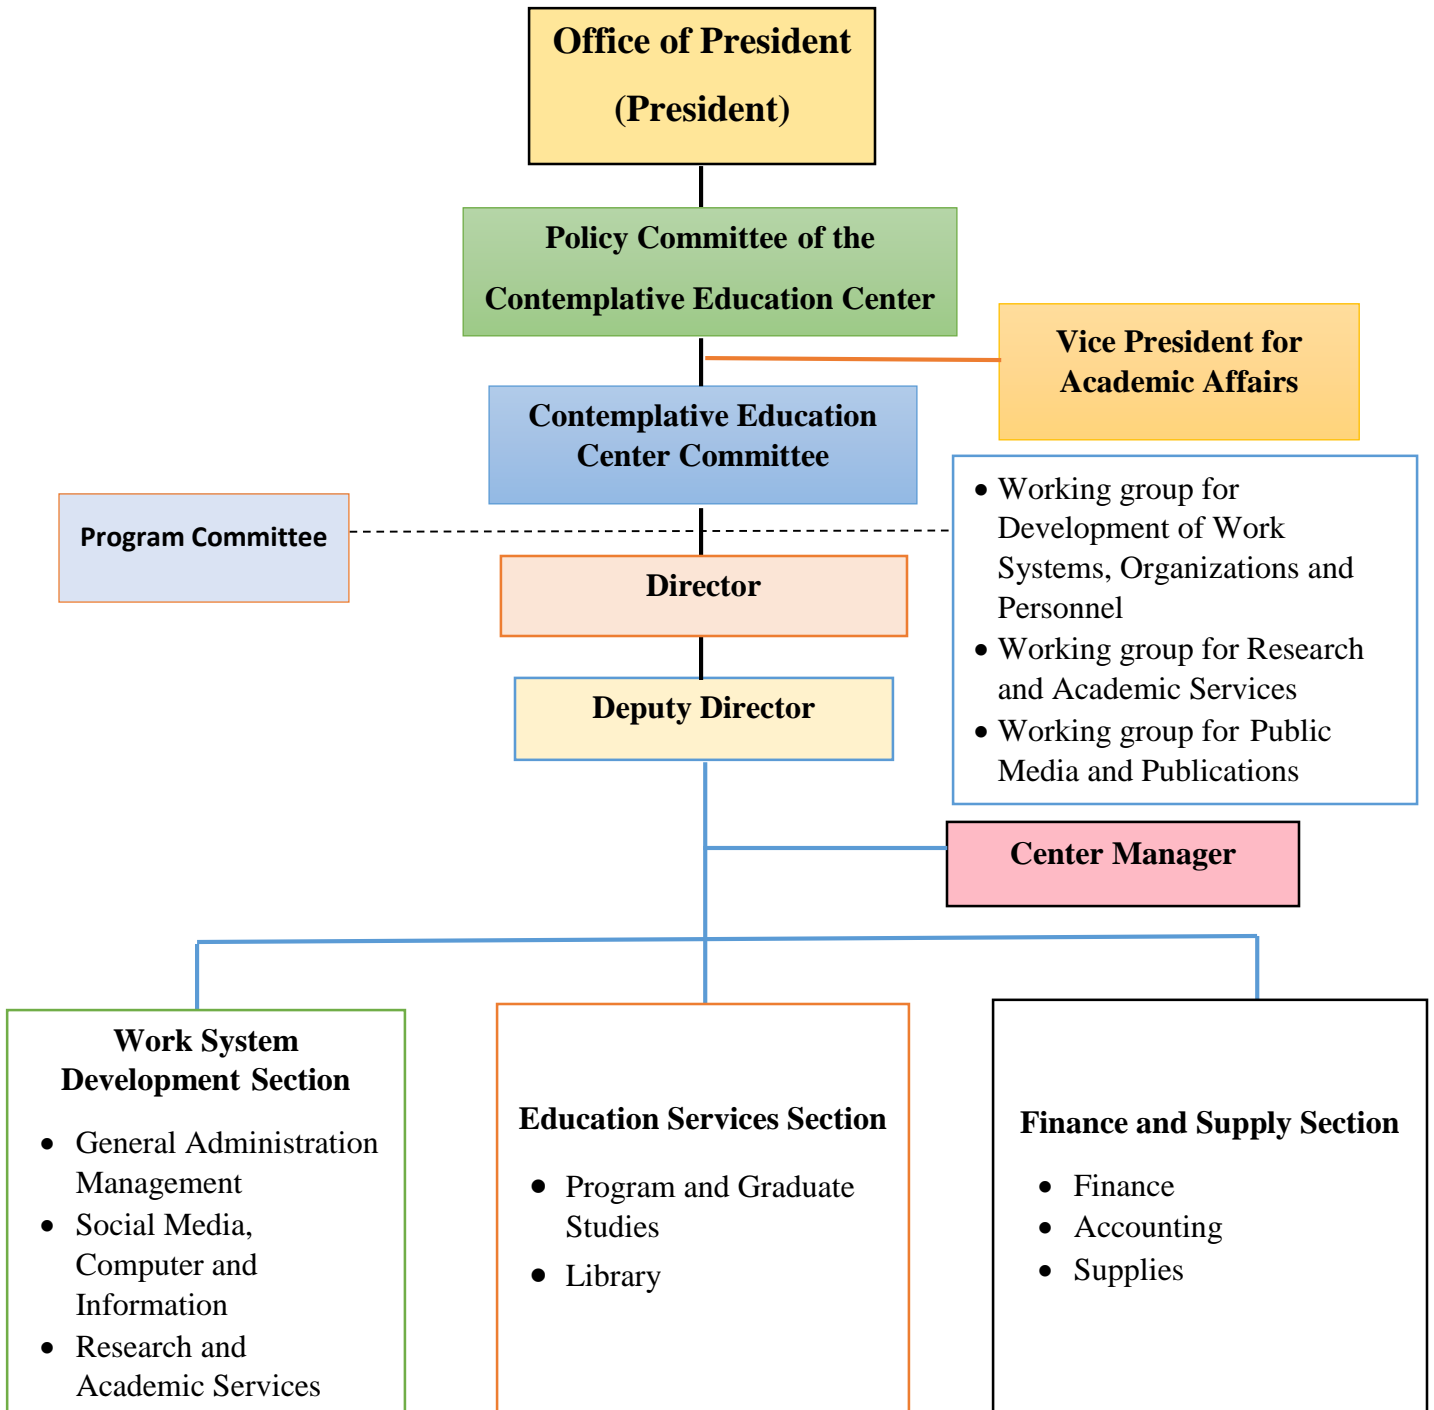 Office of President
(President)
Policy Committee of the
Contemplative Education Center
Vice President for
Academic Affairs
Contemplative Education
Center Committee
Program Committee
• Working group for
Development of Work
Systems, Organizations and
Personnel
• Working group for Research
and Academic Services
• Working group for Public
Media and Publications
Director
Deputy Director
Center Manager
Work System
Development Section
• General Administration
Management
• Social Media,
Computer and
Information
• Research and
Academic Services
Education Services Section
• Program and Graduate
Studies
• Library
Finance and Supply Section
• Finance
• Accounting
• Supplies